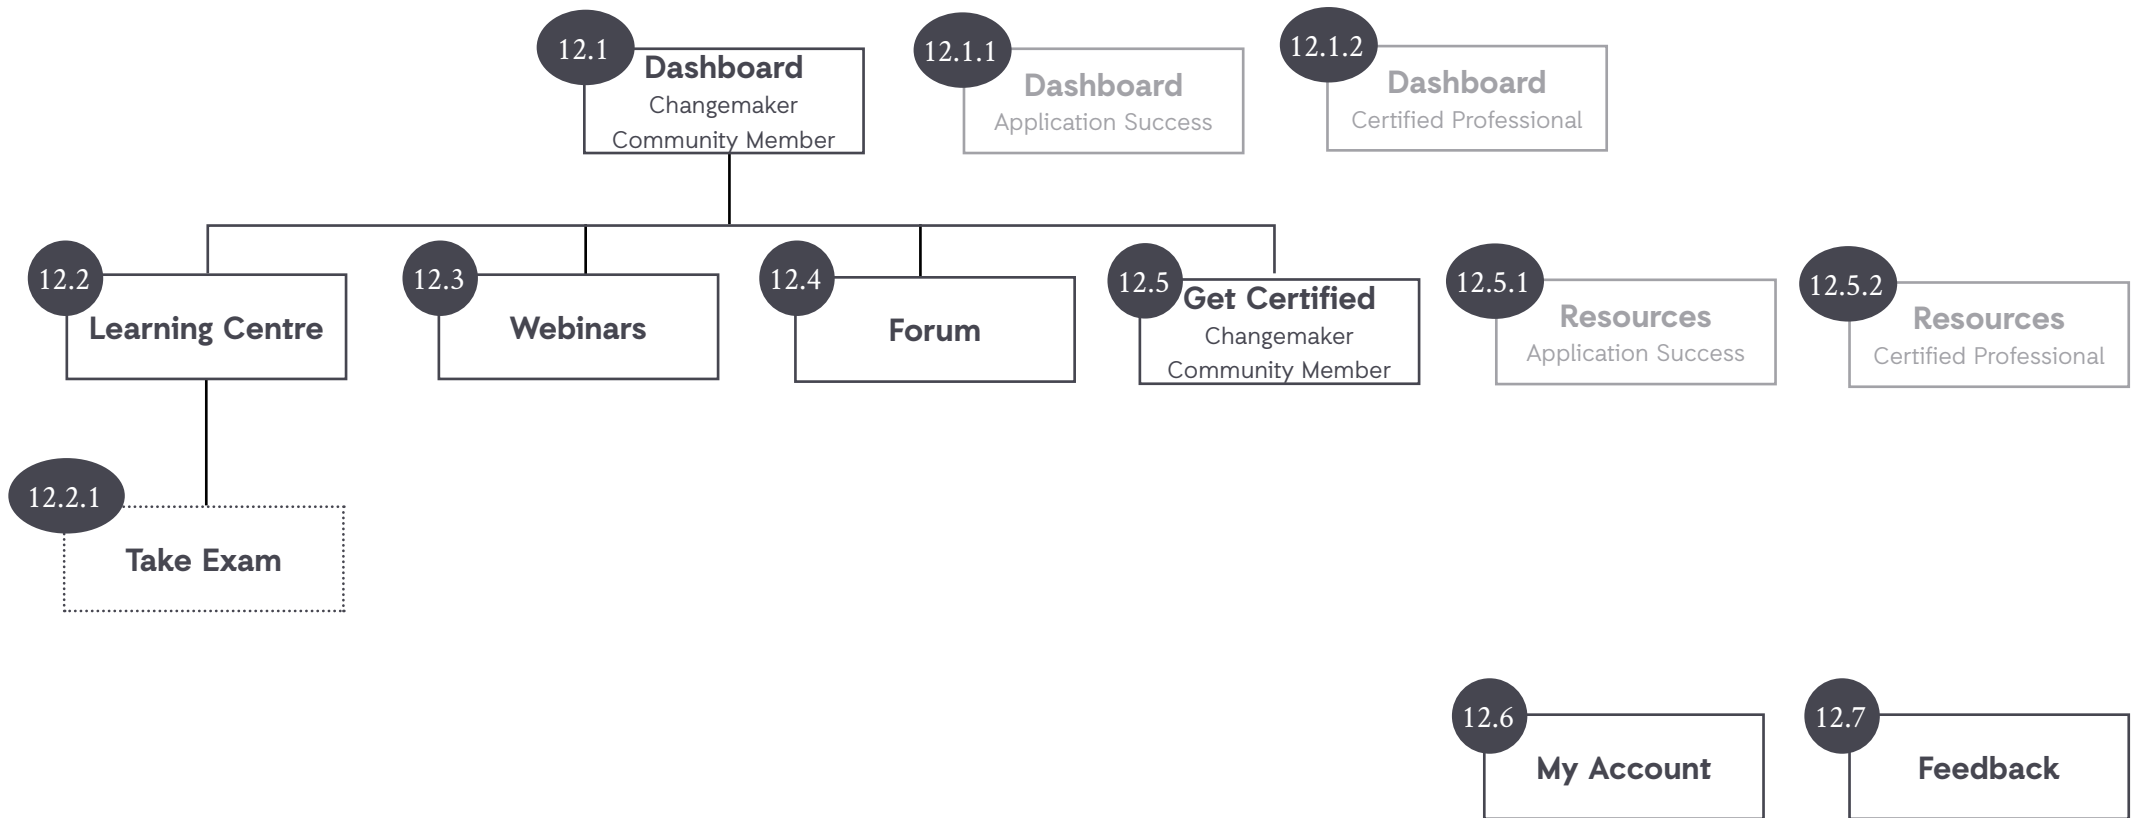 12.1
Dashboard
Changemaker
Community Member
12.1.1
Dashboard
Application Success
12.1.2
Dashboard
Certified Professional
12.2
Learning Centre
12.3
Webinars
12.4
Forum
12.5
Get Certified
Changemaker
Community Member
12.5.1
Resources
Application Success
12.5.2
Resources
Certified Professional
12.2.1
Take Exam
12.6
My Account
12.7
Feedback